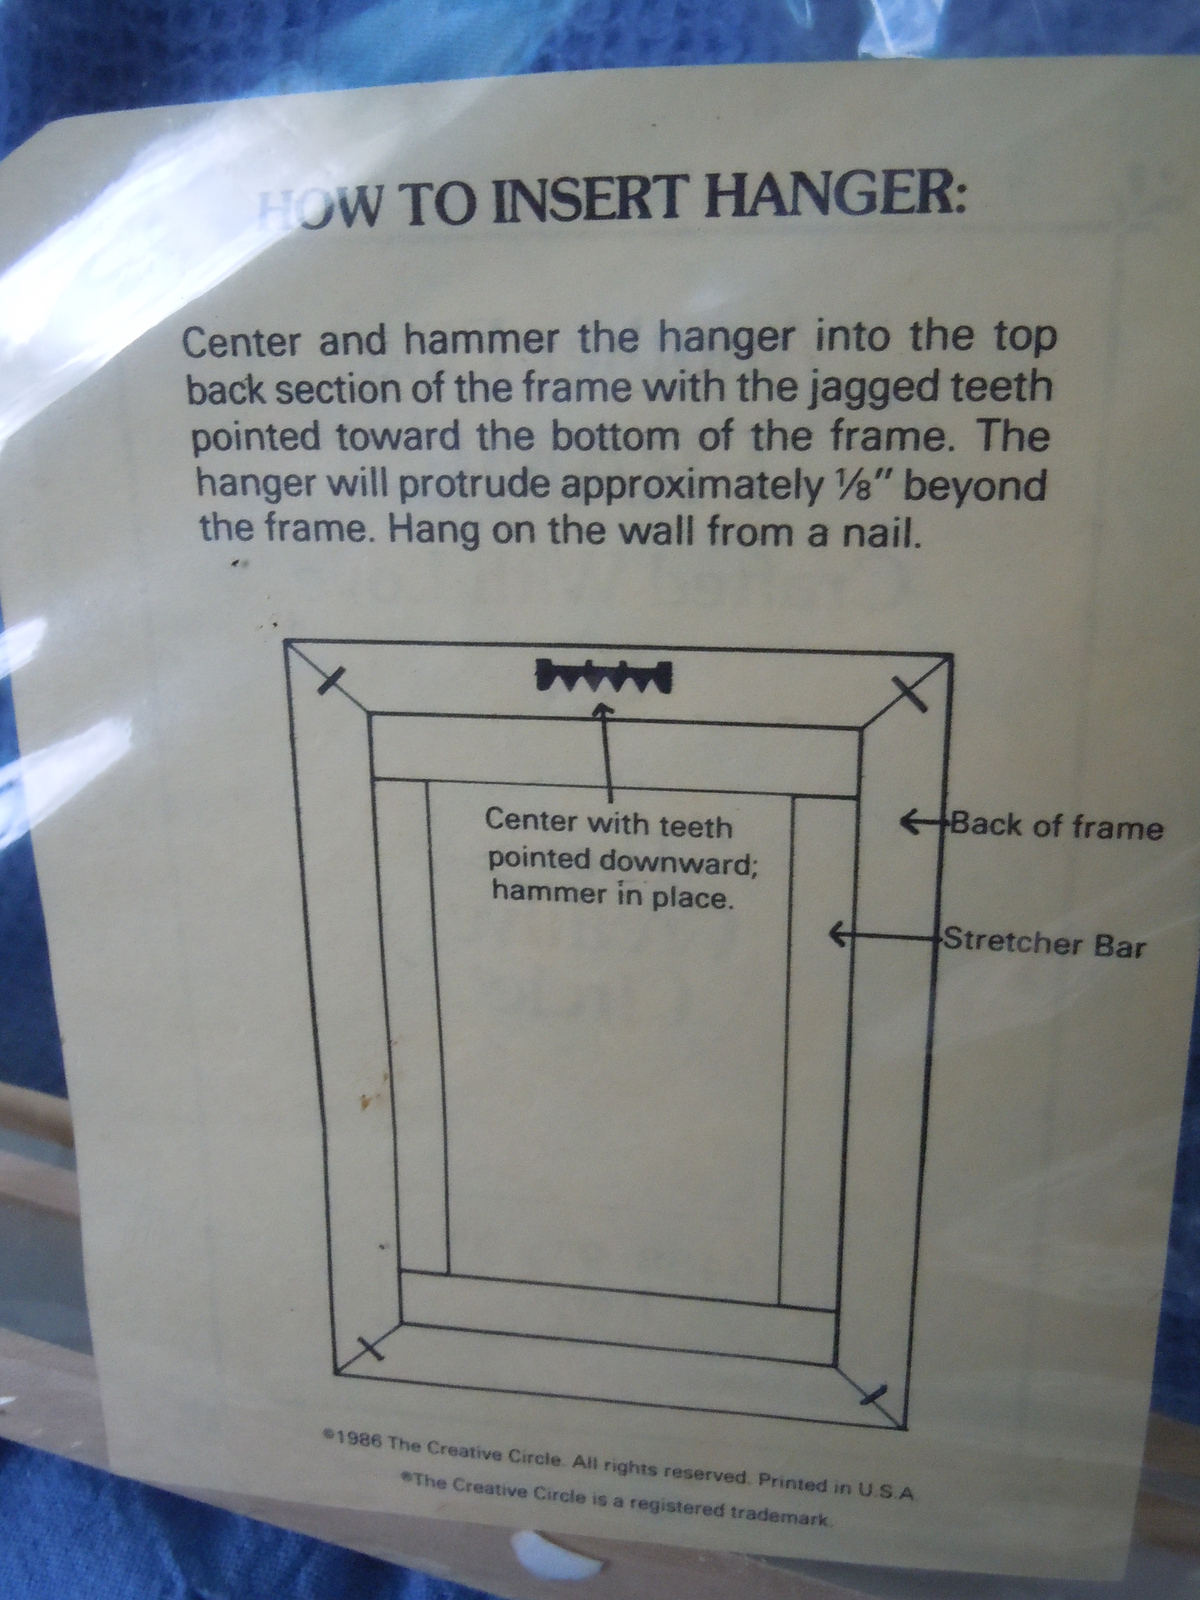 HOW TO INSERT HANGER:
Center and hammer the hanger into the top
back section of the frame with the jagged teeth
pointed toward the bottom of the frame. The
hanger will protrude approximately ⅛" beyond
the frame. Hang on the wall from a nail.
Center with teeth
pointed downward;
hammer in place.
Back of frame
Stretcher Bar
©1986 The Creative Circle. All rights reserved. Printed in U.S.A.
®The Creative Circle is a registered trademark.